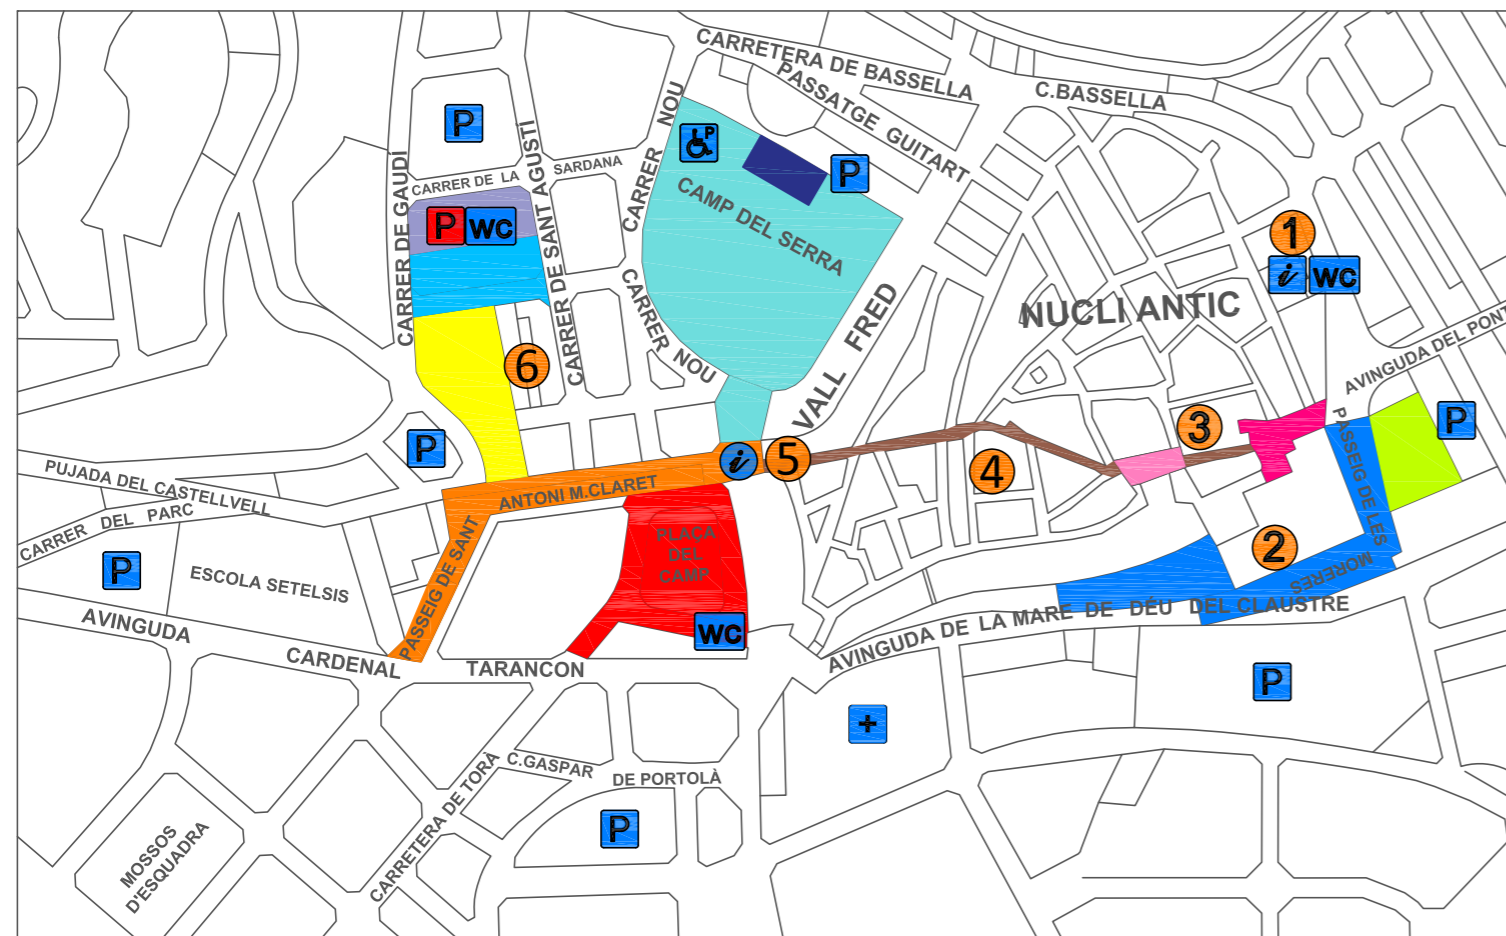 CARRETERA DE BASSELLA
PASSATGE GUITART
C.BASSELLA
P
CARRER NOU
P
P
CAMP DEL SERRA
CARRER DE LA SARDANA
CARRER DE SANT AGUSTÍ
CARRER DE GAUDÍ
P WC
1
i WC
NUCLI ANTIC
CARRER DE SANT AGUSTÍ
CARRER NOU
VALL FRED
AVINGUDA DEL PONT
6
3
P
P
5
i
4
PASSEIG DE LES
MORERES
2
PUJADA DEL CASTELLVELL
CARRER DEL PARC
P
ESCOLA SETELSIS
PASSEIG DE SANT
ANTONI M.CLARET
PLAÇA
DEL
CAMP
WC
AVINGUDA DE LA MARE DE DÉU DEL CLAUSTRE
AVINGUDA CARDENAL TARANCON
P
+
C.GASPAR DE PORTOLÀ
P
CARRETERA DE TORÀ
MOSSOS
D'ESQUADRA